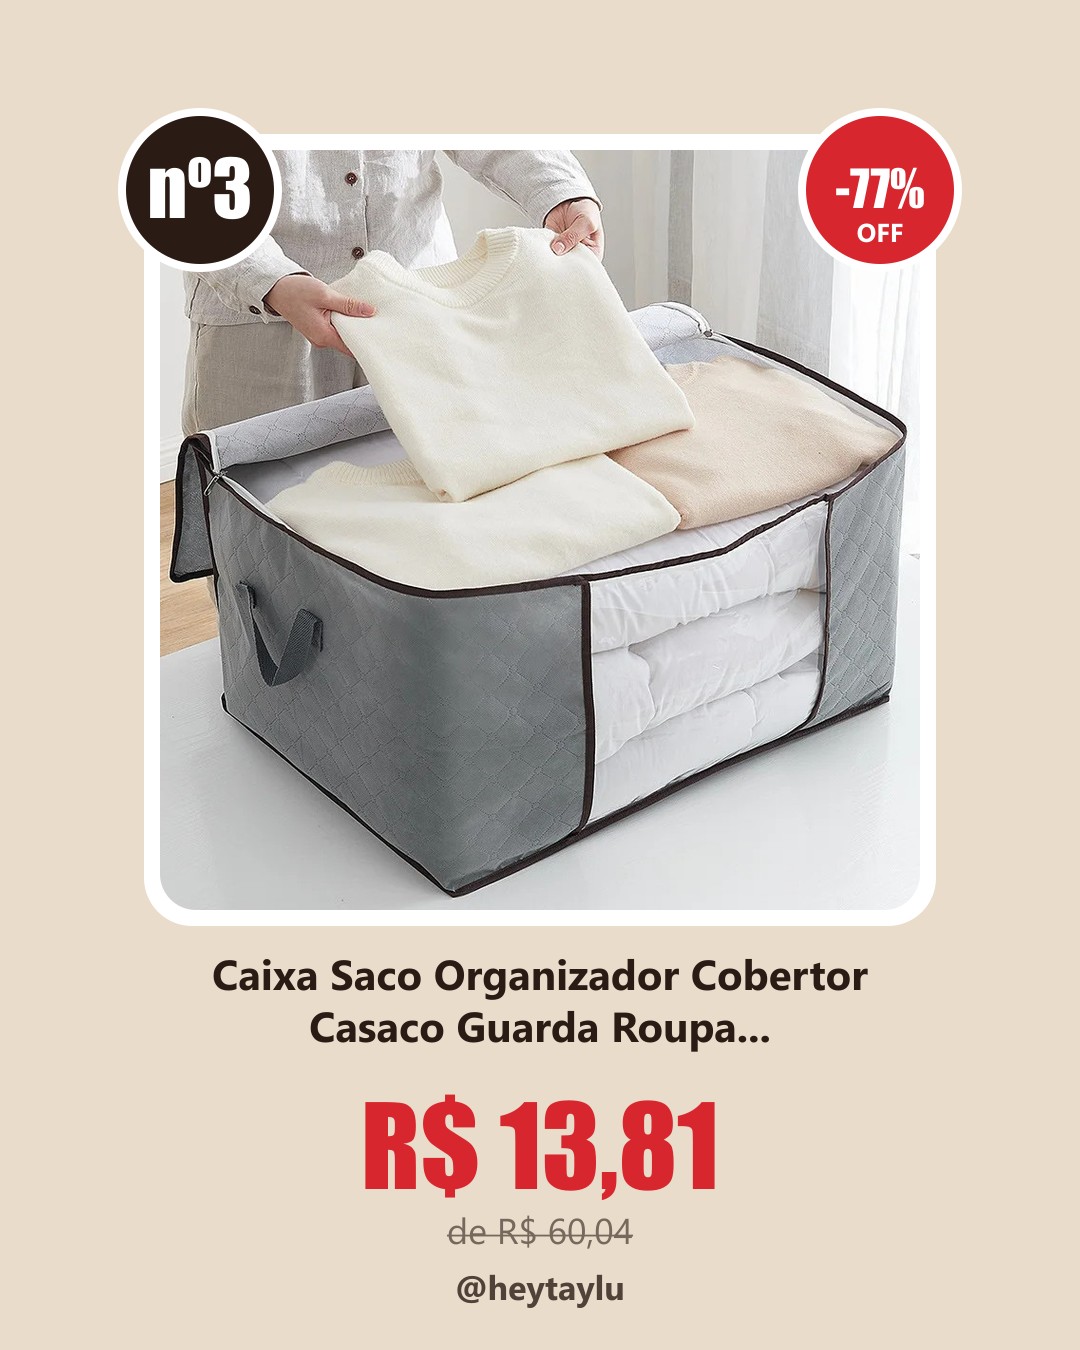 nº3
-77%
OFF
Caixa Saco Organizador Cobertor
Casaco Guarda Roupa...
R$ 13,81
de R$ 60,04
@heytaylu